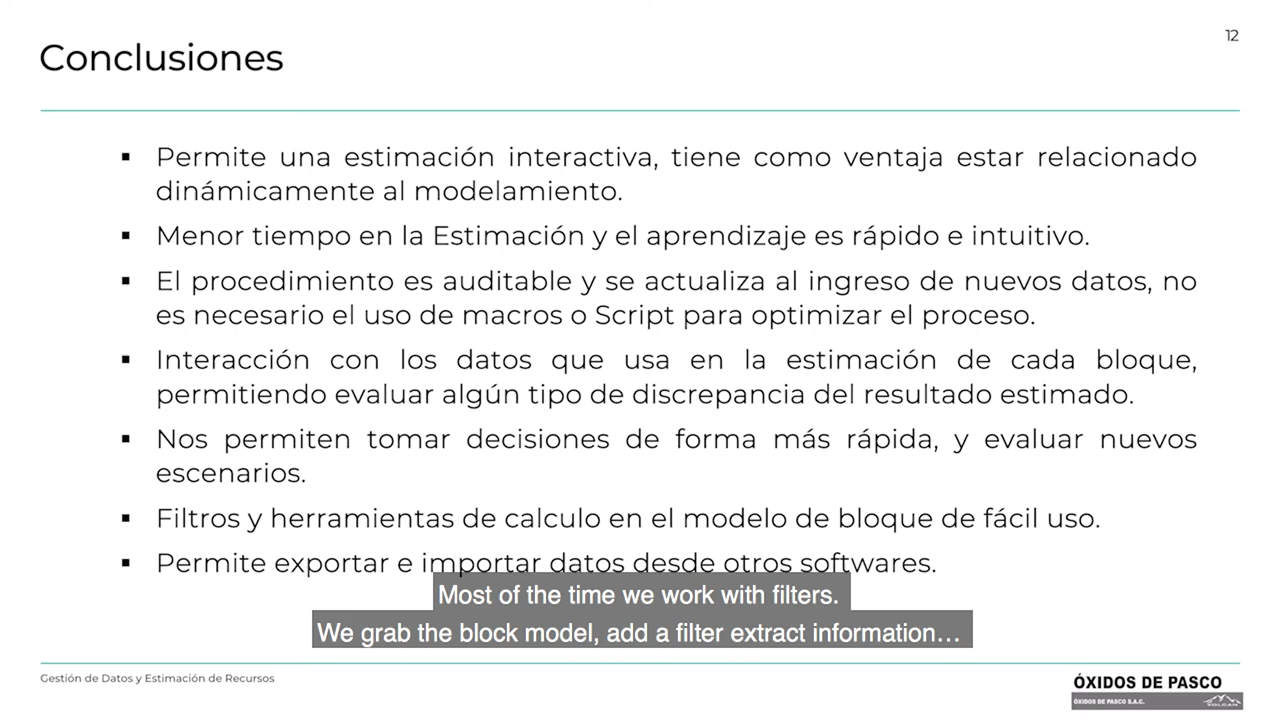 12
Conclusiones
▪ Permite una estimación interactiva, tiene como ventaja estar relacionado
dinámicamente al modelamiento.
▪ Menor tiempo en la Estimación y el aprendizaje es rápido e intuitivo.
▪ El procedimiento es auditable y se actualiza al ingreso de nuevos datos, no
es necesario el uso de macros o Script para optimizar el proceso.
▪ Interacción con los datos que usa en la estimación de cada bloque,
permitiendo evaluar algún tipo de discrepancia del resultado estimado.
▪ Nos permiten tomar decisiones de forma más rápida, y evaluar nuevos
escenarios.
▪ Filtros y herramientas de calculo en el modelo de bloque de fácil uso.
▪ Permite exportar e importar datos desde otros softwares.
Most of the time we work with filters.
We grab the block model, add a filter extract information…
Gestión de Datos y Estimación de Recursos
ÓXIDOS DE PASCO
ÓXIDOS DE PASCO S.A.C.
VOLCAN